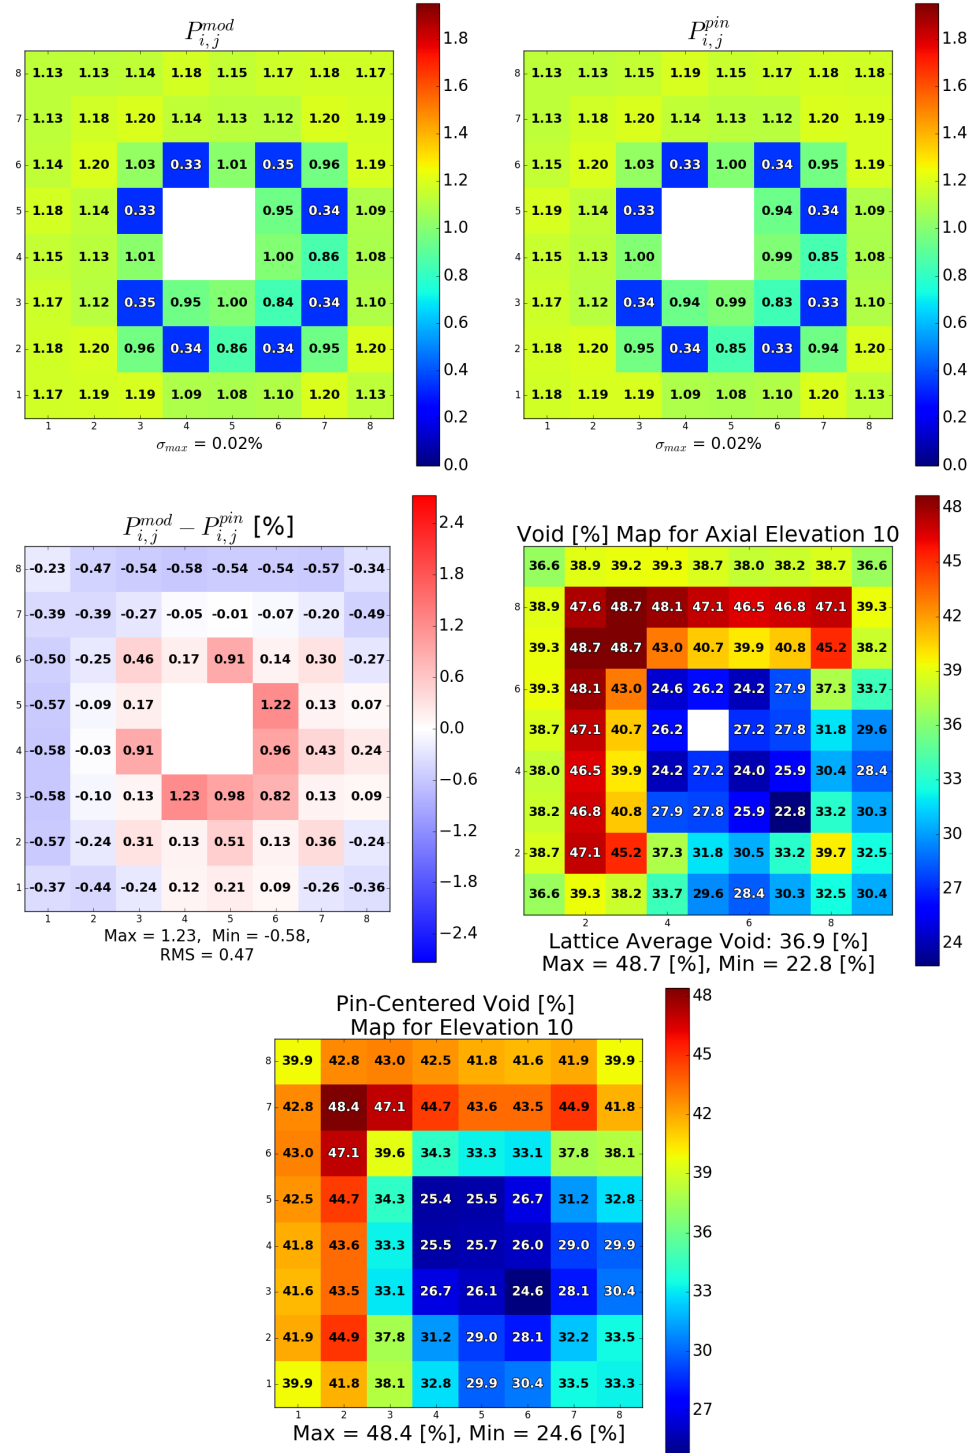 P_{i,j}^{mod}
1.8
1.6
1.4
1.2
1.0
0.8
0.6
0.4
0.2
0.0
8 1.13 1.13 1.14 1.18 1.15 1.17 1.18 1.17
7 1.13 1.18 1.20 1.14 1.13 1.12 1.20 1.19
6 1.14 1.20 1.03 0.33 1.01 0.35 0.96 1.19
5 1.18 1.14 0.33 0.95 0.34 1.09
4 1.15 1.13 1.01 1.00 0.86 1.08
3 1.17 1.12 0.35 0.95 1.00 0.84 0.34 1.10
2 1.18 1.20 0.96 0.34 0.86 0.34 0.95 1.20
1 1.17 1.19 1.19 1.09 1.08 1.10 1.20 1.13
1 2 3 4 5 6 7 8
σ_{max} = 0.02%
P_{i,j}^{pin}
1.8
1.6
1.4
1.2
1.0
0.8
0.6
0.4
0.2
0.0
8 1.13 1.13 1.15 1.19 1.15 1.17 1.18 1.18
7 1.13 1.18 1.20 1.14 1.13 1.12 1.20 1.19
6 1.15 1.20 1.03 0.33 1.00 0.34 0.95 1.19
5 1.19 1.14 0.33 0.94 0.34 1.09
4 1.15 1.13 1.00 0.99 0.85 1.08
3 1.17 1.12 0.34 0.94 0.99 0.83 0.33 1.10
2 1.18 1.20 0.95 0.34 0.85 0.33 0.94 1.20
1 1.18 1.19 1.19 1.09 1.08 1.10 1.20 1.13
1 2 3 4 5 6 7 8
σ_{max} = 0.02%
P_{i,j}^{mod} − P_{i,j}^{pin} [%]
2.4
1.8
1.2
0.6
0.0
−0.6
−1.2
−1.8
−2.4
8 -0.23 -0.47 -0.54 -0.58 -0.54 -0.54 -0.57 -0.34
7 -0.39 -0.39 -0.27 -0.05 -0.01 -0.07 -0.20 -0.49
6 -0.50 -0.25 0.46 0.17 0.91 0.14 0.30 -0.27
5 -0.57 -0.09 0.17 1.22 0.13 0.07
4 -0.58 -0.03 0.91 0.96 0.43 0.24
3 -0.58 -0.10 0.13 1.23 0.98 0.82 0.13 0.09
2 -0.57 -0.24 0.31 0.13 0.51 0.13 0.36 -0.24
1 -0.37 -0.44 -0.24 0.12 0.21 0.09 -0.26 -0.36
1 2 3 4 5 6 7 8
Max = 1.23, Min = -0.58,
RMS = 0.47
Void [%] Map for Axial Elevation 10
48
45
42
39
36
33
30
27
24
36.6 38.9 39.2 39.3 38.7 38.0 38.2 38.7 36.6
8 38.9 47.6 48.7 48.1 47.1 46.5 46.8 47.1 39.3
39.3 48.7 48.7 43.0 40.7 39.9 40.8 45.2 38.2
6 39.3 48.1 43.0 24.6 26.2 24.2 27.9 37.3 33.7
38.7 47.1 40.7 26.2 27.2 27.8 31.8 29.6
4 38.0 46.5 39.9 24.2 27.2 24.0 25.9 30.4 28.4
38.2 46.8 40.8 27.9 27.8 25.9 22.8 33.2 30.3
2 38.7 47.1 45.2 37.3 31.8 30.5 33.2 39.7 32.5
36.6 39.3 38.2 33.7 29.6 28.4 30.3 32.5 30.4
2 4 6 8
Lattice Average Void: 36.9 [%]
Max = 48.7 [%], Min = 22.8 [%]
Pin-Centered Void [%]
Map for Elevation 10
48
45
42
39
36
33
30
27
8 39.9 42.8 43.0 42.5 41.8 41.6 41.9 39.9
7 42.8 48.4 47.1 44.7 43.6 43.5 44.9 41.8
6 43.0 47.1 39.6 34.3 33.3 33.1 37.8 38.1
5 42.5 44.7 34.3 25.4 25.5 26.7 31.2 32.8
4 41.8 43.6 33.3 25.5 25.7 26.0 29.0 29.9
3 41.6 43.5 33.1 26.7 26.1 24.6 28.1 30.4
2 41.9 44.9 37.8 31.2 29.0 28.1 32.2 33.5
1 39.9 41.8 38.1 32.8 29.9 30.4 33.5 33.3
1 2 3 4 5 6 7 8
Max = 48.4 [%], Min = 24.6 [%]